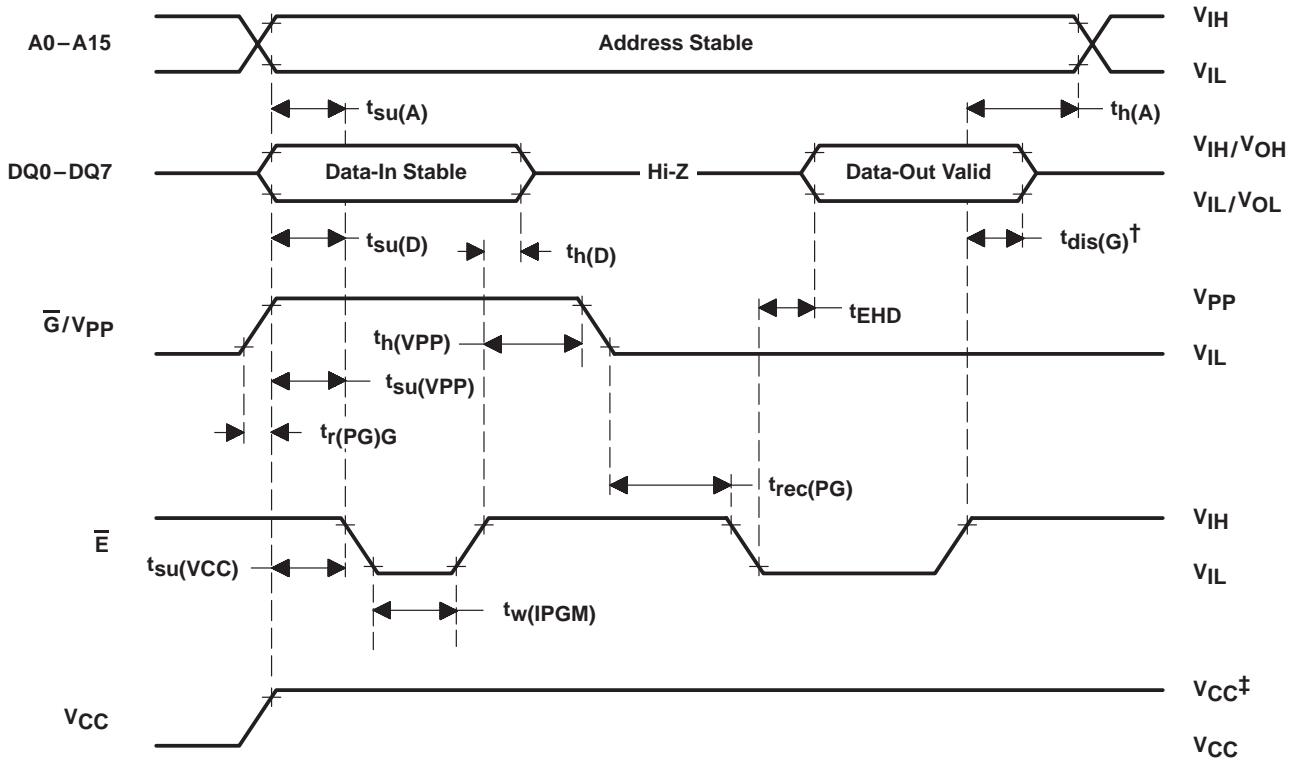 A0–A15
Address Stable
VIH
VIL
tsu(A)
th(A)
DQ0–DQ7
Data-In Stable
Hi-Z
Data-Out Valid
VIH/VOH
VIL/VOL
tsu(D)
th(D)
tdis(G)†
G̅/VPP
VPP
VIL
tEHD
th(VPP)
tsu(VPP)
tr(PG)G
trec(PG)
E̅
VIH
VIL
tsu(VCC)
tw(IPGM)
VCC
VCC‡
VCC